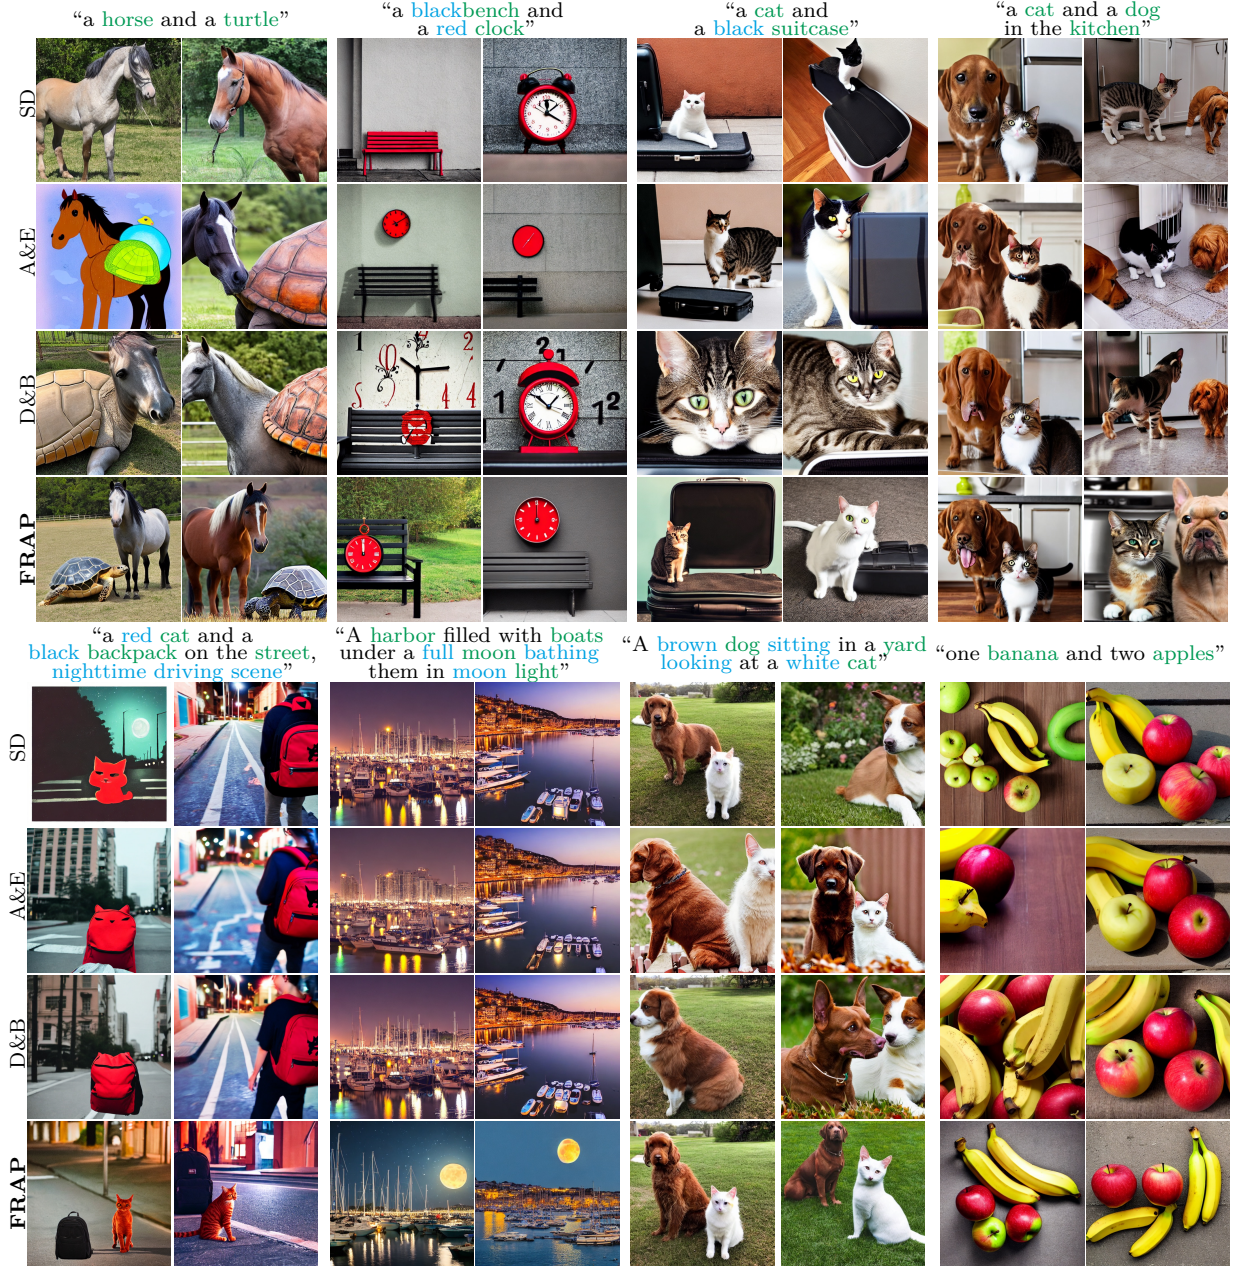 “a horse and a turtle”
“a blackbench and
a red clock”
“a cat and
a black suitcase”
“a cat and a dog
in the kitchen”
SD
A&E
D&B
FRAP
“a red cat and a
black backpack on the street,
nighttime driving scene”
“A harbor filled with boats
under a full moon bathing
them in moon light”
“A brown dog sitting in a yard
looking at a white cat”
“one banana and two apples”
SD
A&E
D&B
FRAP